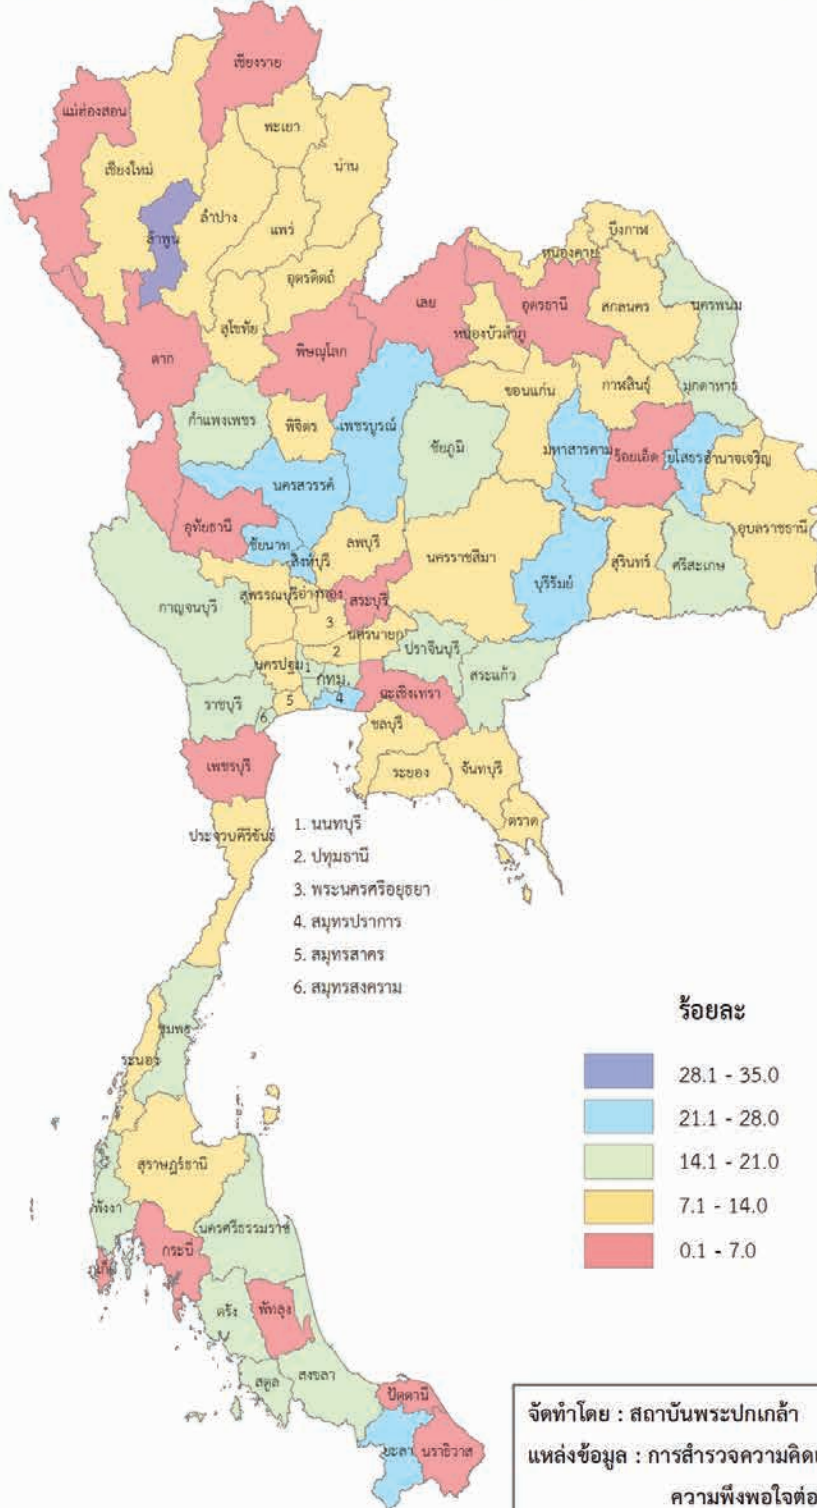 เชียงราย
แม่ฮ่องสอน
พะเยา
เชียงใหม่
น่าน
ลำพูน
ลำปาง
แพร่
บึงกาฬ
หนองคาย
อุตรดิตถ์
เลย
อุดรธานี
สกลนคร
นครพนม
สุโขทัย
หนองบัวลำภู
ตาก
พิษณุโลก
ขอนแก่น
กาฬสินธุ์
มุกดาหาร
กำแพงเพชร
พิจิตร
เพชรบูรณ์
ชัยภูมิ
มหาสารคาม
ร้อยเอ็ด
ยโสธร
อำนาจเจริญ
นครสวรรค์
อุทัยธานี
ชัยนาท
ลพบุรี
สิงห์บุรี
นครราชสีมา
อุบลราชธานี
บุรีรัมย์
สุรินทร์
ศรีสะเกษ
กาญจนบุรี
สุพรรณบุรี
อ่างทอง
สระบุรี
3
นครนายก
2
ปราจีนบุรี
นครปฐม
1
กทม.
สระแก้ว
ราชบุรี
5
4
ฉะเชิงเทรา
6
ชลบุรี
เพชรบุรี
ระยอง
จันทบุรี
ตราด
ประจวบคีรีขันธ์
1. นนทบุรี
2. ปทุมธานี
3. พระนครศรีอยุธยา
4. สมุทรปราการ
5. สมุทรสาคร
6. สมุทรสงคราม
ร้อยละ
28.1 - 35.0
21.1 - 28.0
14.1 - 21.0
7.1 - 14.0
0.1 - 7.0
ชุมพร
ระนอง
สุราษฎร์ธานี
พังงา
นครศรีธรรมราช
กระบี่
ภูเก็ต
ตรัง
พัทลุง
สตูล
สงขลา
ปัตตานี
ยะลา
นราธิวาส
จัดทำโดย : สถาบันพระปกเกล้า
แหล่งข้อมูล : การสำรวจความคิดเ
ความพึงพอใจต่อ